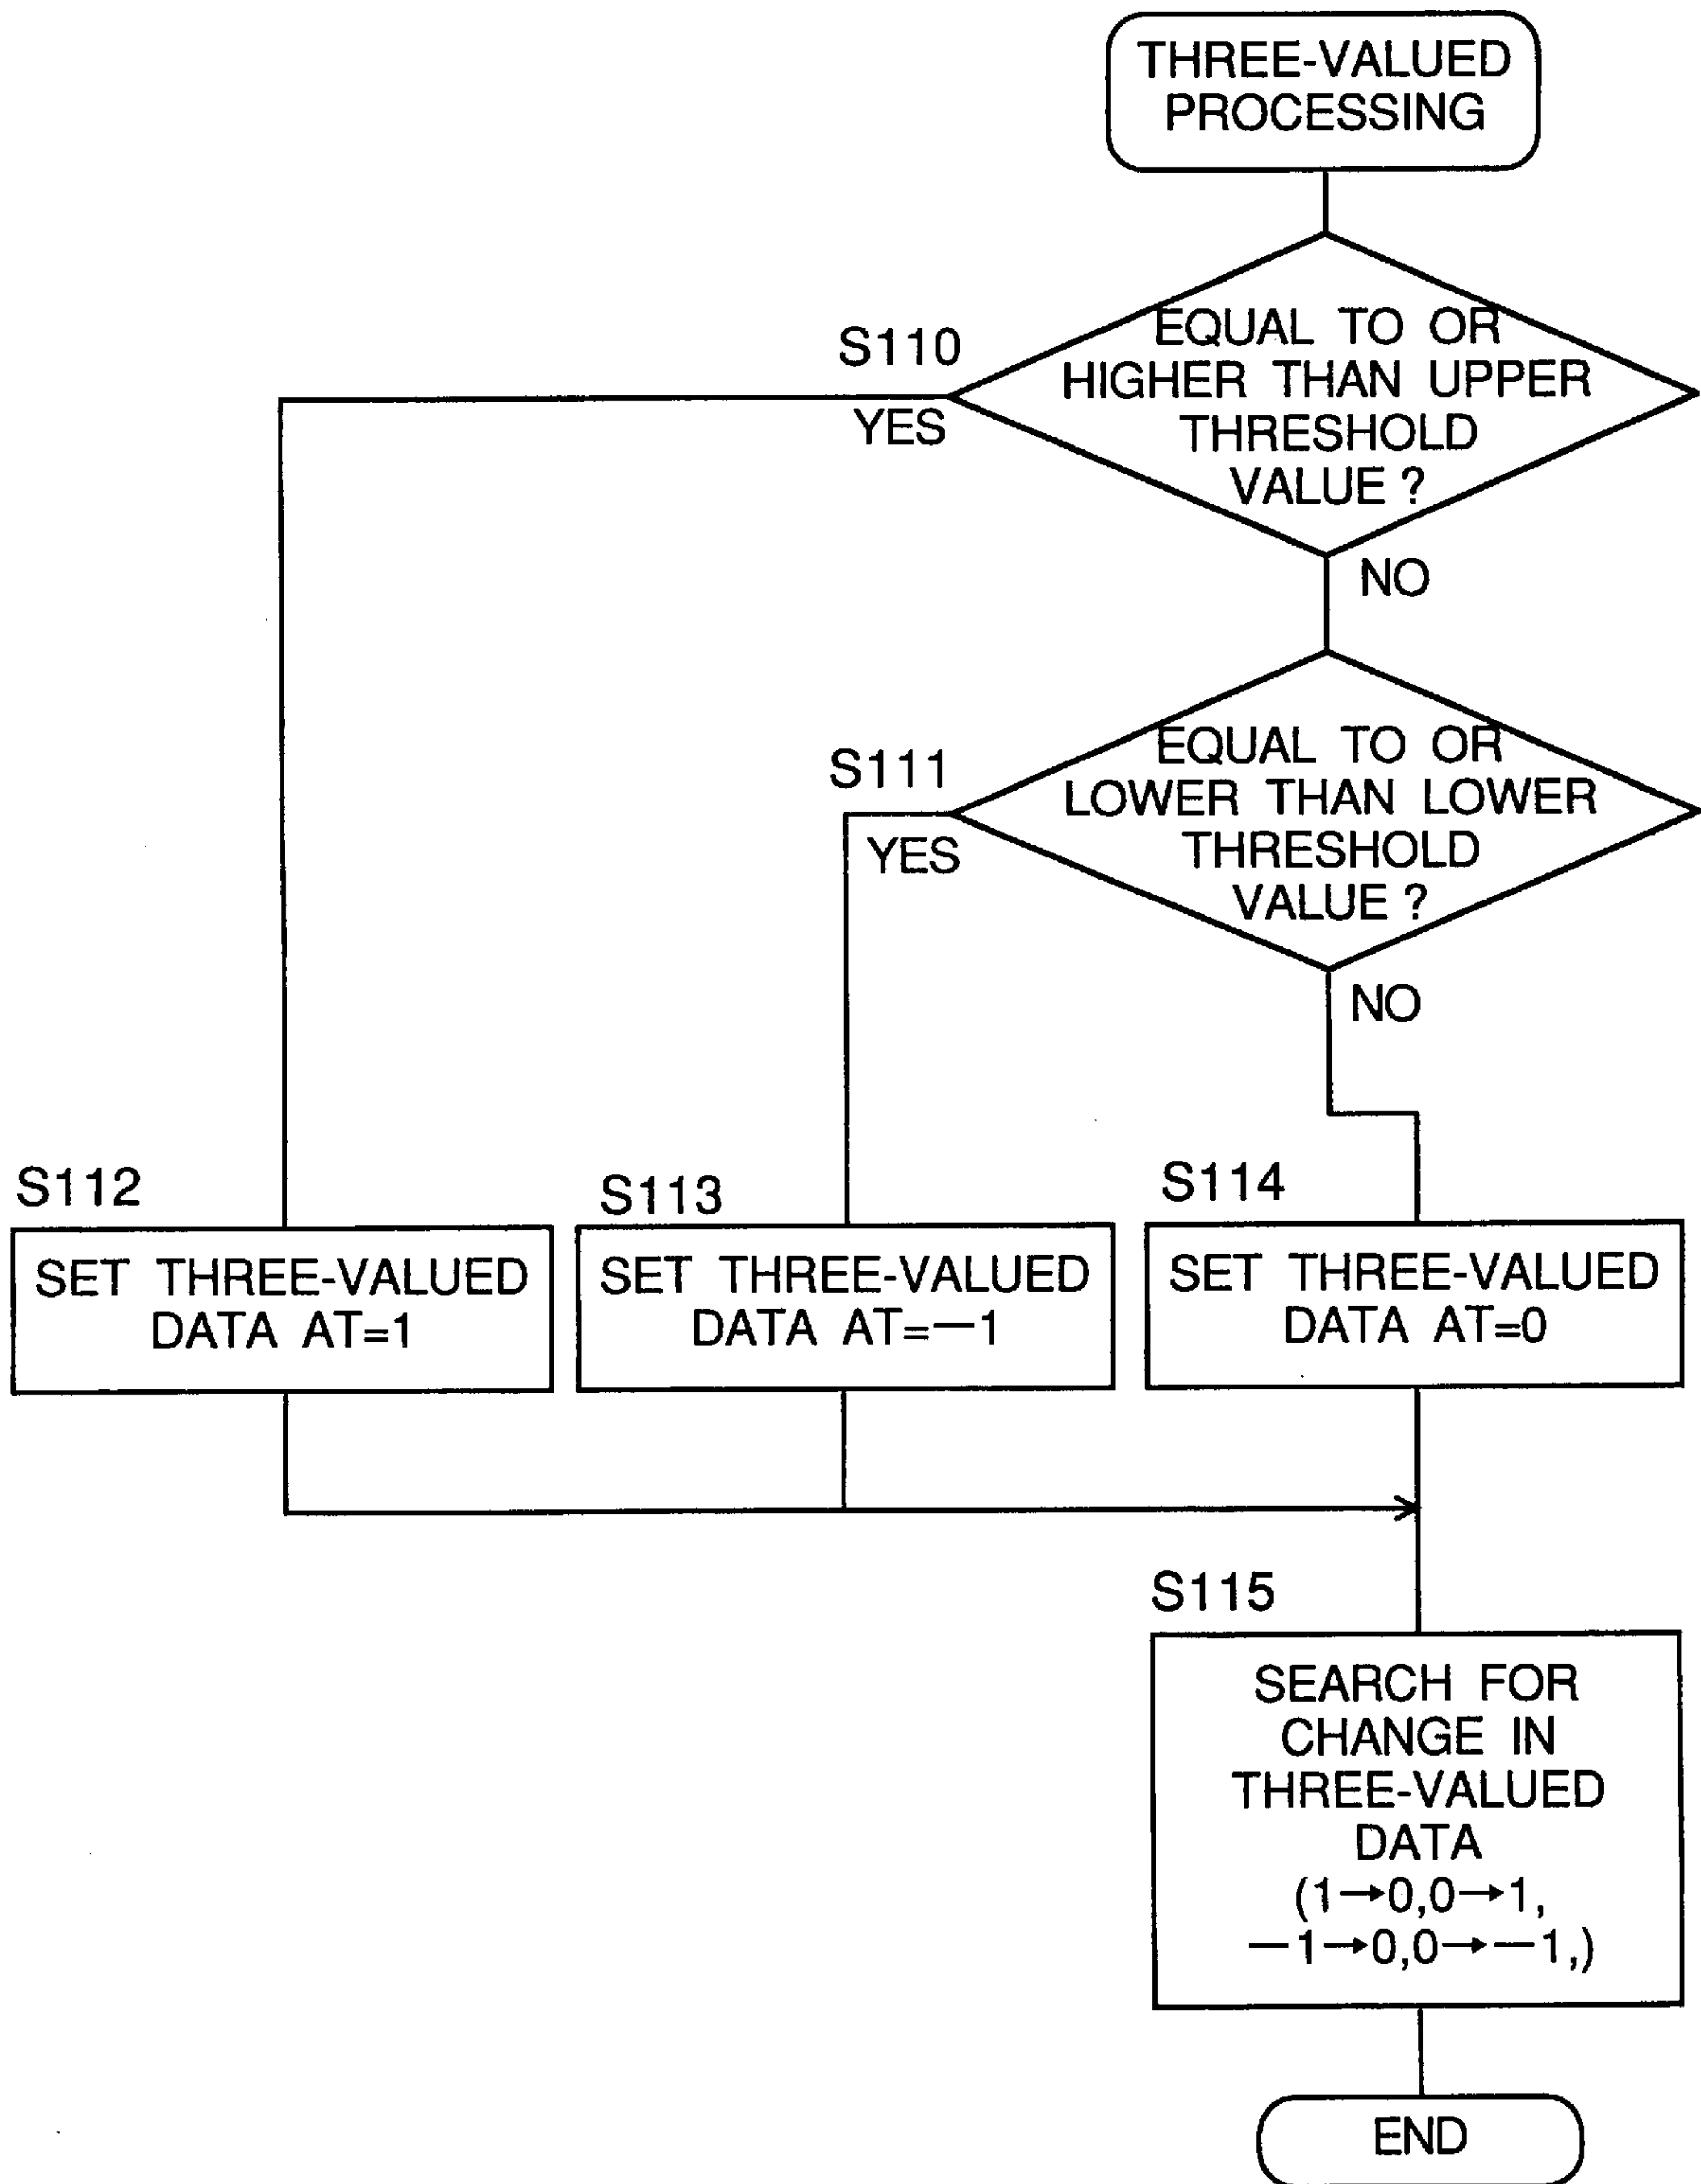 THREE-VALUED
PROCESSING
S110
EQUAL TO OR
HIGHER THAN UPPER
THRESHOLD
VALUE ?
YES
NO
S111
EQUAL TO OR
LOWER THAN LOWER
THRESHOLD
VALUE ?
YES
NO
S112
SET THREE-VALUED
DATA AT=1
S113
SET THREE-VALUED
DATA AT=—1
S114
SET THREE-VALUED
DATA AT=0
S115
SEARCH FOR
CHANGE IN
THREE-VALUED
DATA
(1→0,0→1,
—1→0,0→—1,)
END